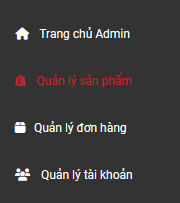 Trang chủ Admin
Quản lý sản phẩm
Quản lý đơn hàng
Quản lý tài khoản